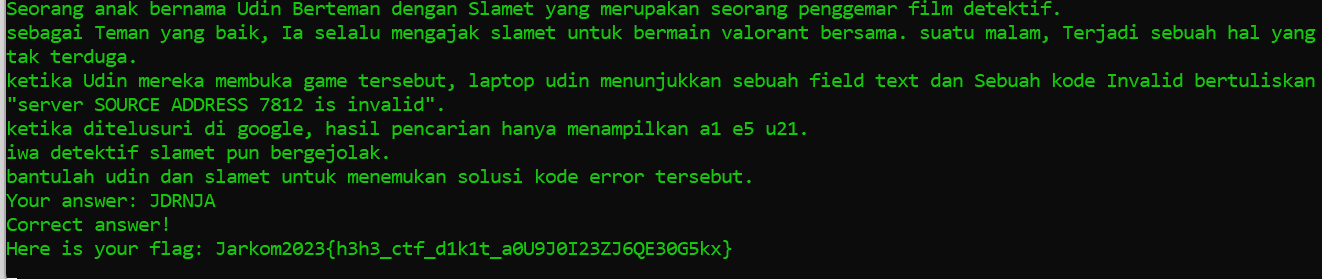 Seorang anak bernama Udin Berteman dengan Slamet yang merupakan seorang penggemar film detektif.
sebagai Teman yang baik, Ia selalu mengajak slamet untuk bermain valorant bersama. suatu malam, Terjadi sebuah hal yang
tak terduga.
ketika Udin mereka membuka game tersebut, laptop udin menunjukkan sebuah field text dan Sebuah kode Invalid bertuliskan
"server SOURCE ADDRESS 7812 is invalid".
ketika ditelusuri di google, hasil pencarian hanya menampilkan a1 e5 u21.
iwa detektif slamet pun bergejolak.
bantulah udin dan slamet untuk menemukan solusi kode error tersebut.
Your answer: JDRNJA
Correct answer!
Here is your flag: Jarkom2023{h3h3_ctf_d1k1t_a0U9J0I23ZJ6QE30G5kx}